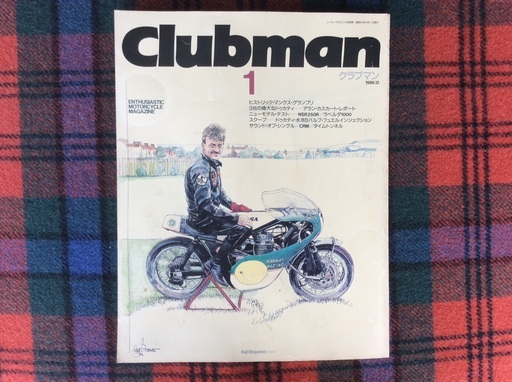 Clubman
1
クラブマン
1986.12
ENTHUSIASTIC
MOTORCYCLE
MAGAZINE
ヒストリック・マンクス・グランプリ
3台の偉大なドゥカティ——アラン・カスカート・レポート
ニューモデル・テスト——NSR250R/ラベルダ1000
スクープ——ドゥカティ水冷8バルブ・フュエルインジェクション
サウンド・オブ・シングル/CRM・タイムトンネル